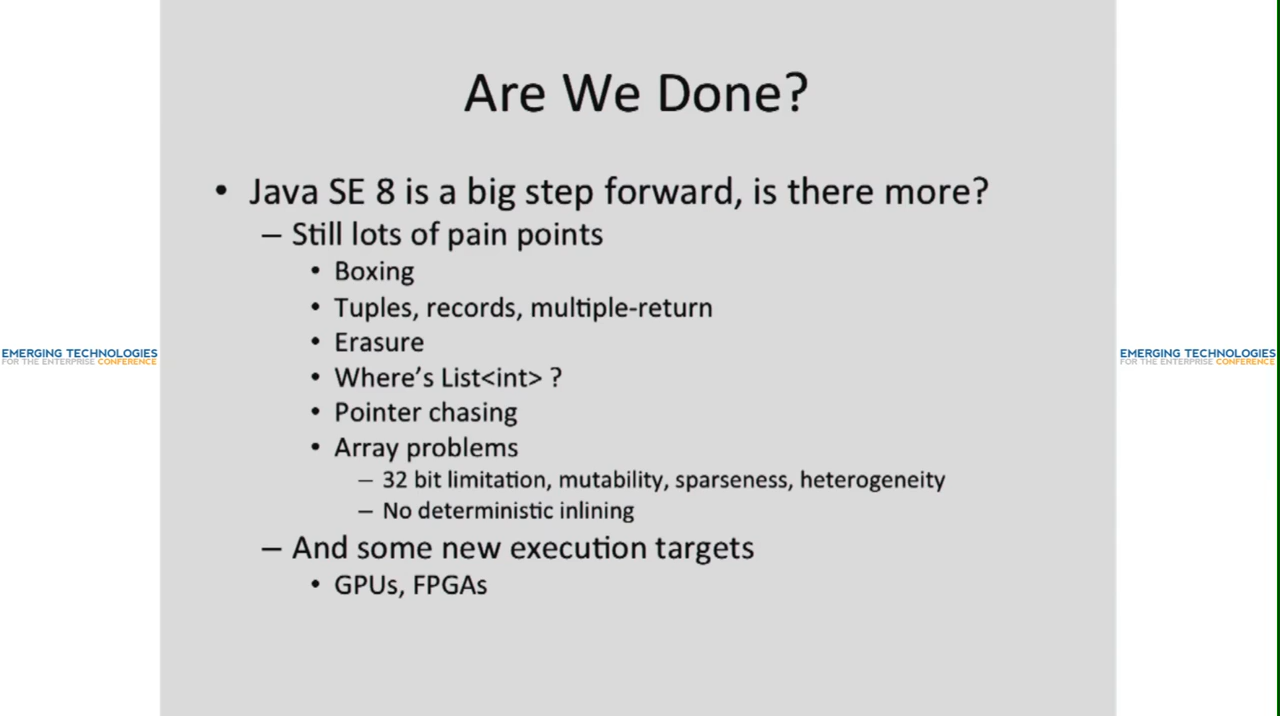 Are We Done?
• Java SE 8 is a big step forward, is there more?
– Still lots of pain points
• Boxing
• Tuples, records, multiple-return
• Erasure
• Where’s List<int> ?
• Pointer chasing
• Array problems
– 32 bit limitation, mutability, sparseness, heterogeneity
– No deterministic inlining
– And some new execution targets
• GPUs, FPGAs
EMERGING TECHNOLOGIES
FOR THE ENTERPRISE CONFERENCE
EMERGING TECHNOLOGIES
FOR THE ENTERPRISE CONFERENCE